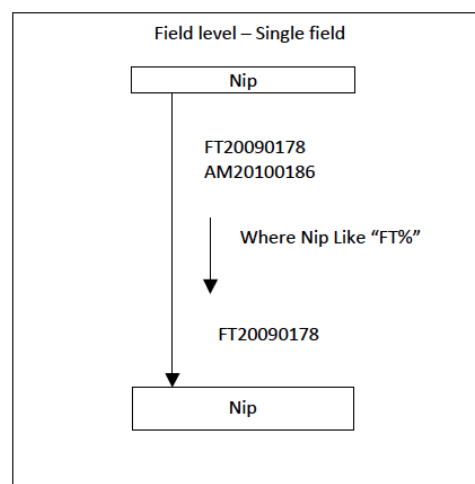 Field level – Single field
Nip
FT20090178
AM20100186
Where Nip Like “FT%”
FT20090178
Nip